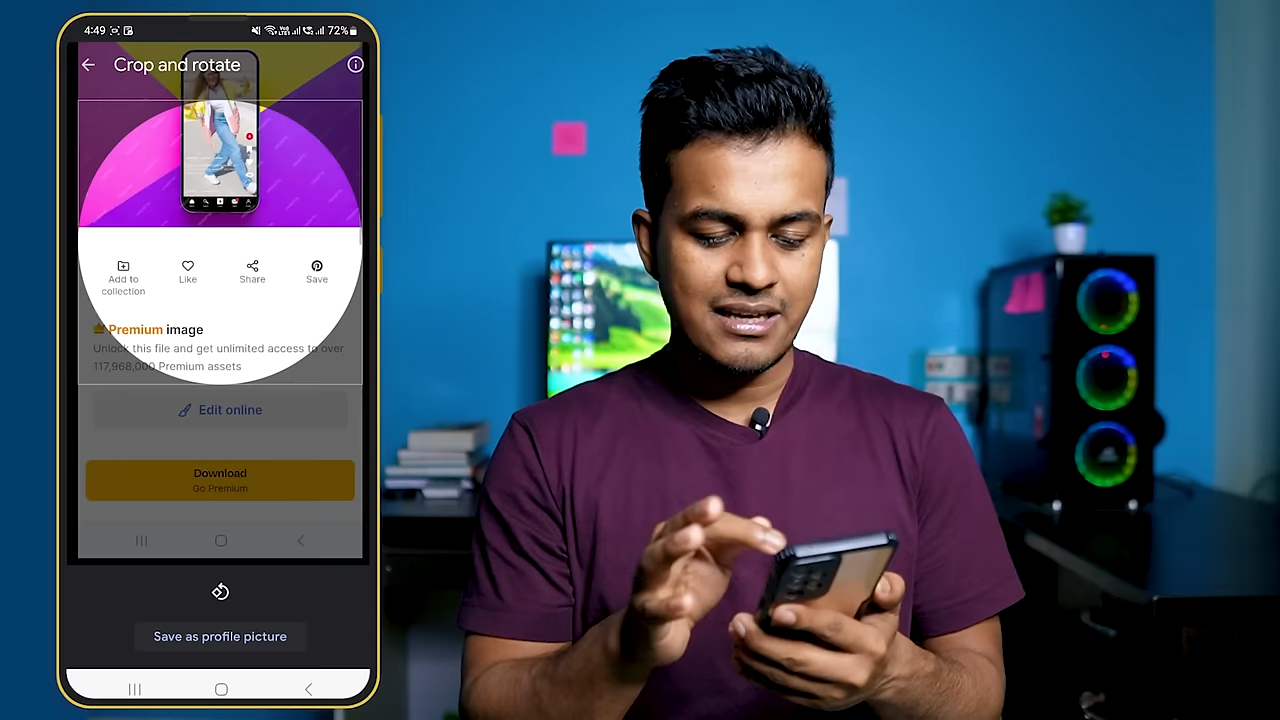 4:49
72%
Crop and rotate
Add to
collection
Like
Share
Save
Premium image
Unlock this file and get unlimited access to over
117,968,000 Premium assets
Edit online
Download
Go Premium
Save as profile picture